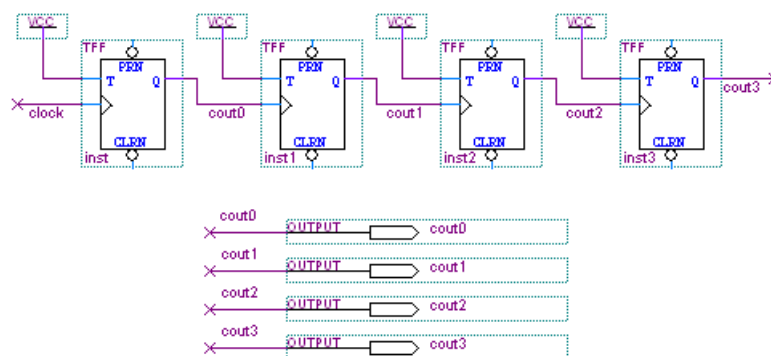 VCC VCC VCC VCC
TFF TFF TFF TFF
PRN PRN PRN PRN
T Q T Q T Q T Q
clock cout0 cout1 cout2 cout3
CLRN CLRN CLRN CLRN
inst inst1 inst2 inst3
cout0 OUTPUT cout0
cout1 OUTPUT cout1
cout2 OUTPUT cout2
cout3 OUTPUT cout3